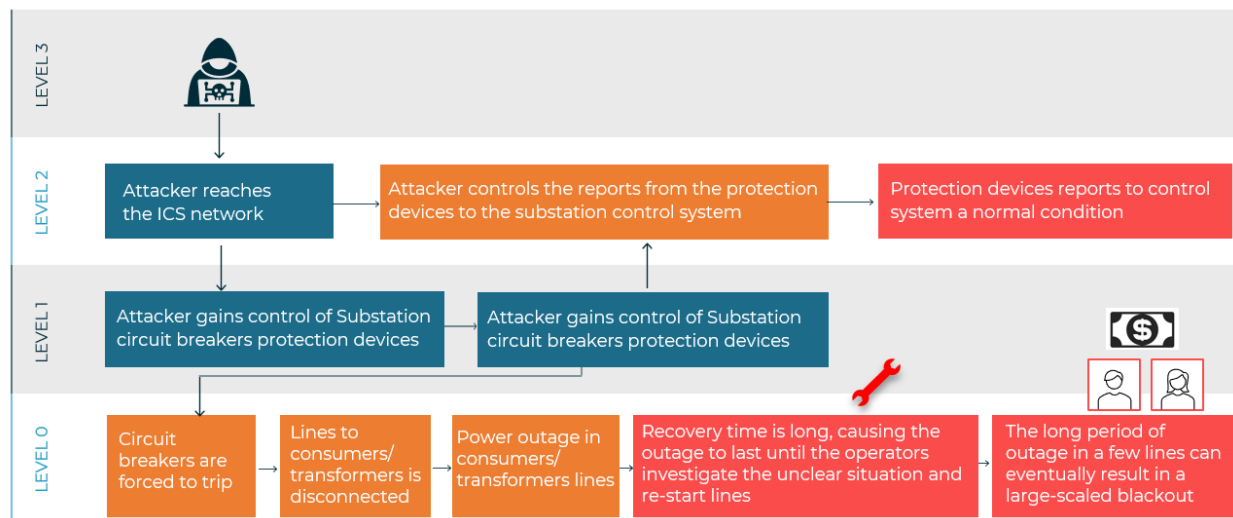 LEVEL 3
LEVEL 2
Attacker reaches
the ICS network
Attacker controls the reports from the protection
devices to the substation control system
Protection devices reports to control
system a normal condition
LEVEL 1
Attacker gains control of Substation
circuit breakers protection devices
Attacker gains control of Substation
circuit breakers protection devices
LEVEL 0
Circuit
breakers are
forced to trip
Lines to
consumers/
transformers is
disconnected
Power outage in
consumers/
transformers lines
Recovery time is long, causing the
outage to last until the operators
investigate the unclear situation and
re-start lines
The long period of
outage in a few lines can
eventually result in a
large-scaled blackout